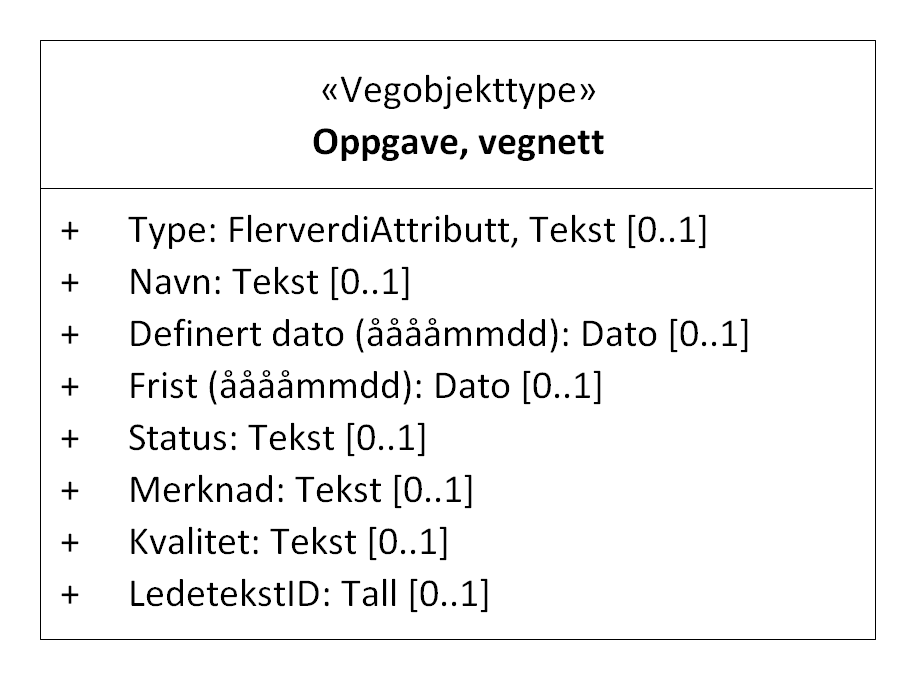 «Vegobjekttype»
Oppgave, vegnett
+ Type: FlerverdiAttributt, Tekst [0..1]
+ Navn: Tekst [0..1]
+ Definert dato (ååååmmdd): Dato [0..1]
+ Frist (ååååmmdd): Dato [0..1]
+ Status: Tekst [0..1]
+ Merknad: Tekst [0..1]
+ Kvalitet: Tekst [0..1]
+ LedetekstID: Tall [0..1]